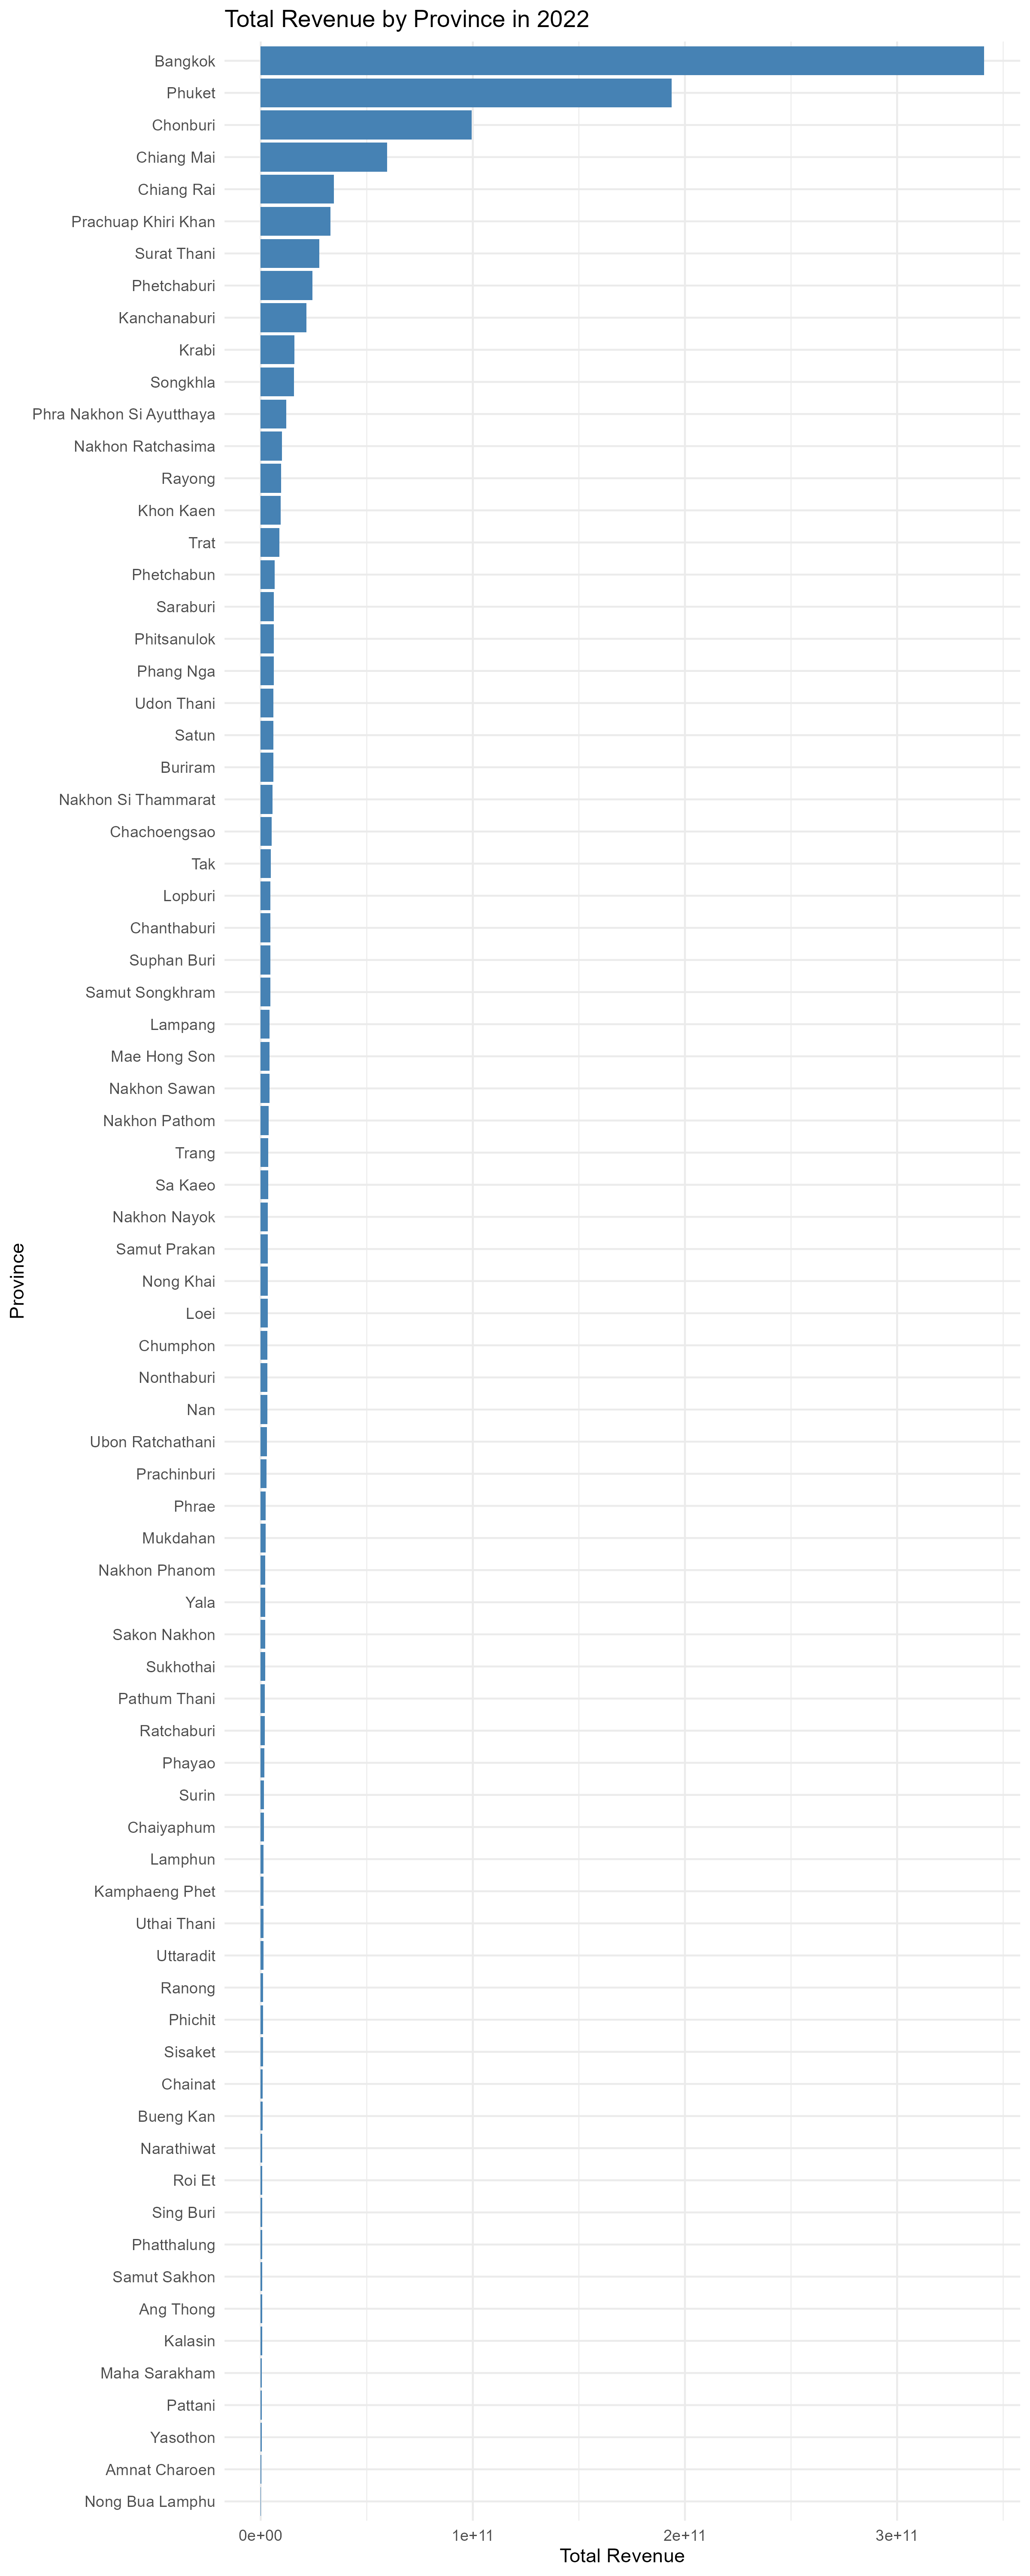 Total Revenue by Province in 2022
Bangkok
Phuket
Chonburi
Chiang Mai
Chiang Rai
Prachuap Khiri Khan
Surat Thani
Phetchaburi
Kanchanaburi
Krabi
Songkhla
Phra Nakhon Si Ayutthaya
Nakhon Ratchasima
Rayong
Khon Kaen
Trat
Phetchabun
Saraburi
Phitsanulok
Phang Nga
Udon Thani
Satun
Buriram
Nakhon Si Thammarat
Chachoengsao
Tak
Lopburi
Chanthaburi
Suphan Buri
Samut Songkhram
Lampang
Mae Hong Son
Nakhon Sawan
Nakhon Pathom
Trang
Sa Kaeo
Nakhon Nayok
Samut Prakan
Nong Khai
Loei
Chumphon
Nonthaburi
Nan
Ubon Ratchathani
Prachinburi
Phrae
Mukdahan
Nakhon Phanom
Yala
Sakon Nakhon
Sukhothai
Pathum Thani
Ratchaburi
Phayao
Surin
Chaiyaphum
Lamphun
Kamphaeng Phet
Uthai Thani
Uttaradit
Ranong
Phichit
Sisaket
Chainat
Bueng Kan
Narathiwat
Roi Et
Sing Buri
Phatthalung
Samut Sakhon
Ang Thong
Kalasin
Maha Sarakham
Pattani
Yasothon
Amnat Charoen
Nong Bua Lamphu
Province
0e+00 1e+11 2e+11 3e+11
Total Revenue